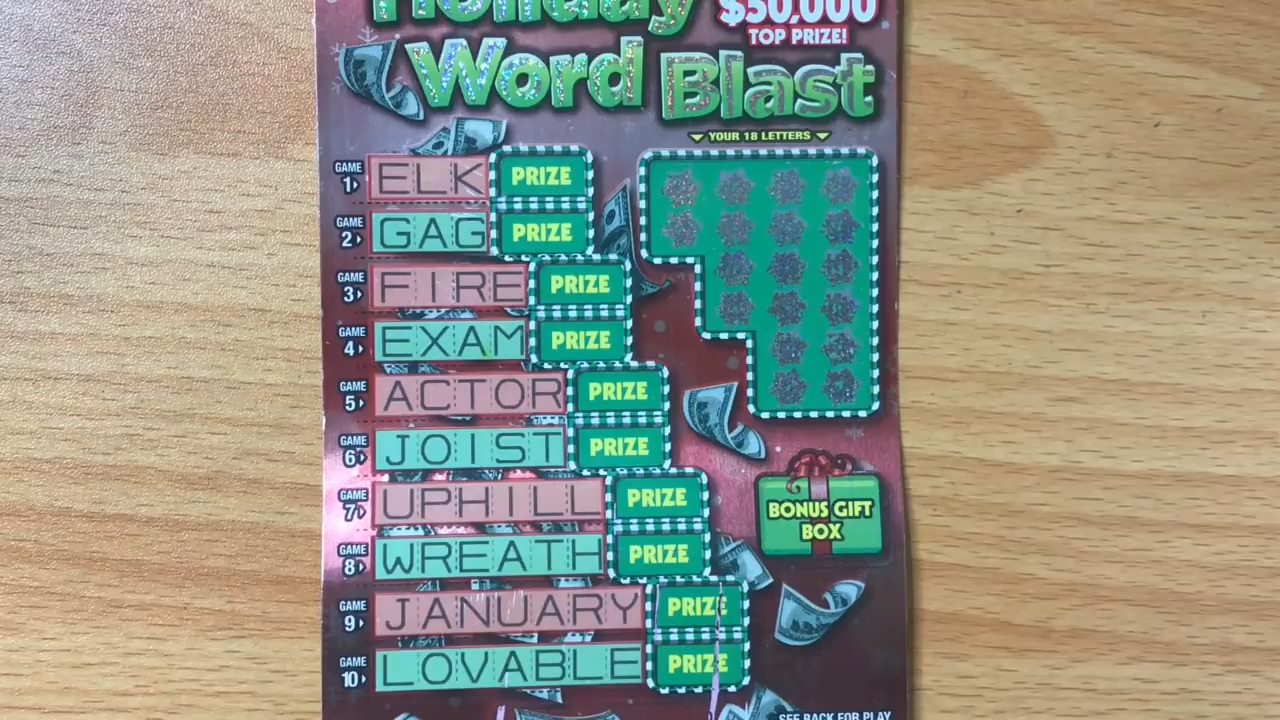 Holiday
$50,000
TOP PRIZE!
Word Blast
YOUR 18 LETTERS
GAME 1 ELK PRIZE
GAME 2 GAG PRIZE
GAME 3 FIRE PRIZE
GAME 4 EXAM PRIZE
GAME 5 ACTOR PRIZE
GAME 6 JOIST PRIZE
GAME 7 UPHILL PRIZE
BONUS GIFT
BOX
GAME 8 WREATH PRIZE
GAME 9 JANUARY PRIZE
GAME 10 LOVABLE PRIZE
SEE BACK FOR PLAY